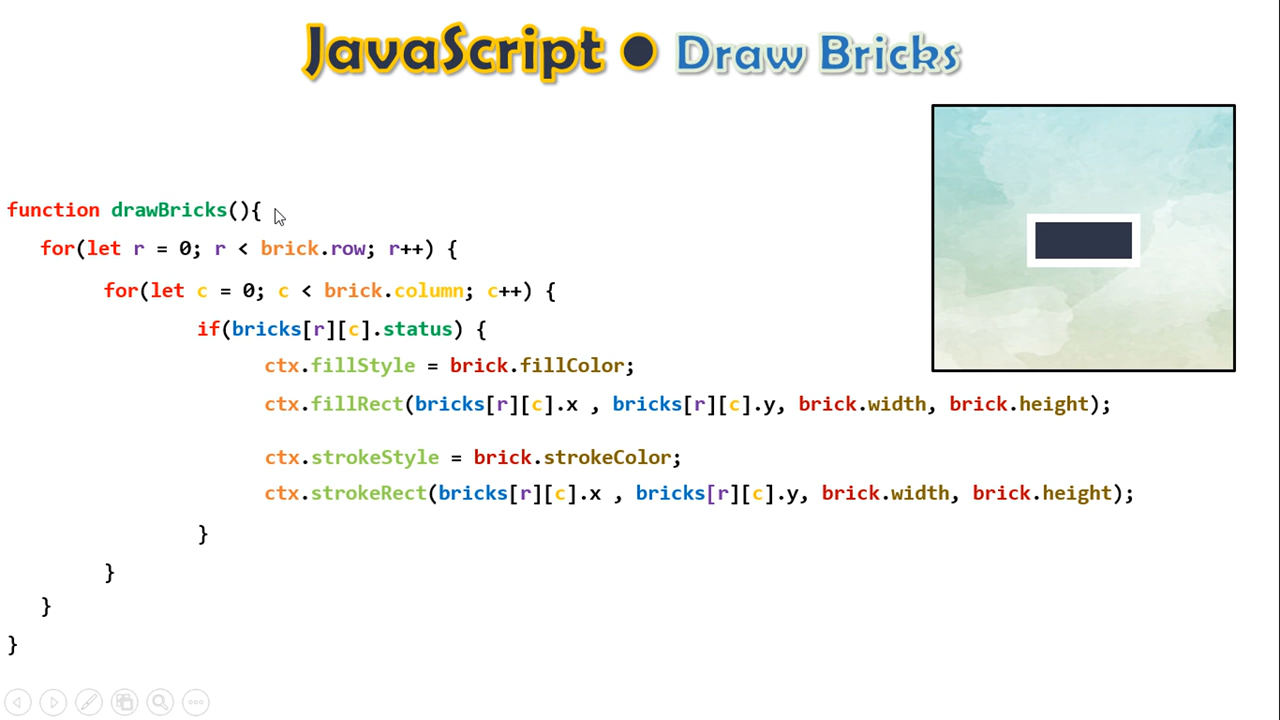 JavaScript ● Draw Bricks
function drawBricks(){
for(let r = 0; r < brick.row; r++) {
for(let c = 0; c < brick.column; c++) {
if(bricks[r][c].status) {
ctx.fillStyle = brick.fillColor;
ctx.fillRect(bricks[r][c].x , bricks[r][c].y, brick.width, brick.height);
ctx.strokeStyle = brick.strokeColor;
ctx.strokeRect(bricks[r][c].x , bricks[r][c].y, brick.width, brick.height);
}
}
}
}